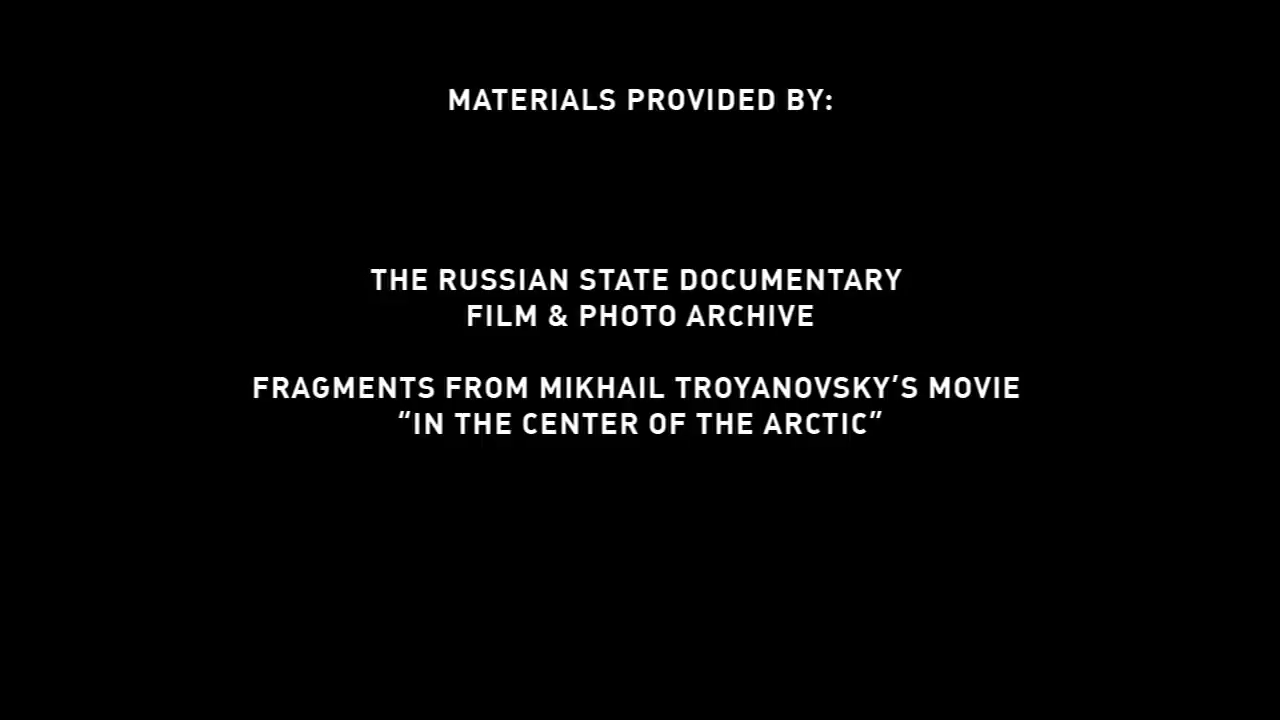 MATERIALS PROVIDED BY:
THE RUSSIAN STATE DOCUMENTARY
FILM & PHOTO ARCHIVE
FRAGMENTS FROM MIKHAIL TROYANOVSKY’S MOVIE
“IN THE CENTER OF THE ARCTIC”